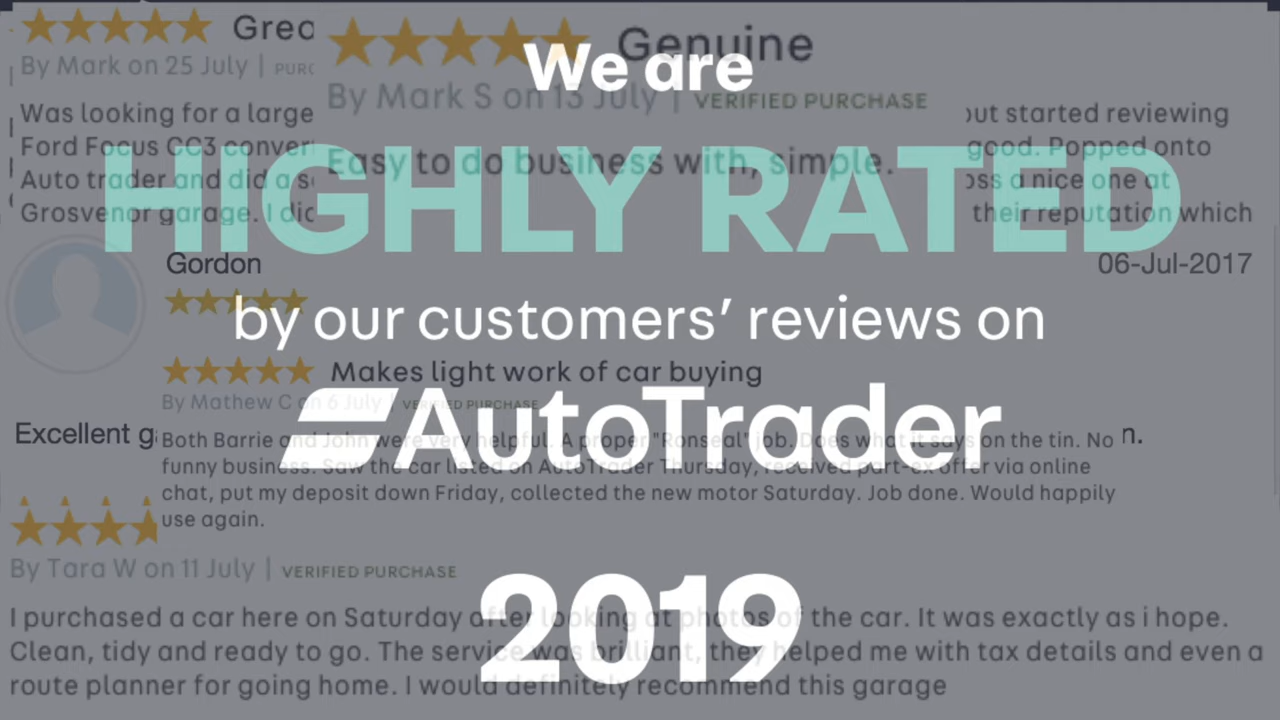 Grea
Genuine
We are
By Mark on 25 July |
By Mark S on 13 July | VERIFIED PURCHASE
Was looking for a large
out started reviewing
Ford Focus CC3 conver
Easy to do business with, simple.
good. Popped onto
HIGHLY RATED
Auto trader and did a
oss a nice one at
Grosvenor garage. I
their reputation which
Gordon
06-Jul-2017
by our customers’ reviews on
Makes light work of car buying
By Mathew C on 6 July | VERIFIED PURCHASE
AutoTrader
Excellent
Both Barrie and John were very helpful. A proper "Ronseal" job. Does what it says on the tin. No
n.
funny business. Saw the car listed on AutoTrader Thursday, received part-ex offer via online
chat, put my deposit down Friday, collected the new motor Saturday. Job done. Would happily
use again.
By Tara W on 11 July | VERIFIED PURCHASE
2019
I purchased a car here on Saturday after looking at photos of the car. It was exactly as i hope.
Clean, tidy and ready to go. The service was brilliant, they helped me with tax details and even a
route planner for going home. I would definitely recommend this garage